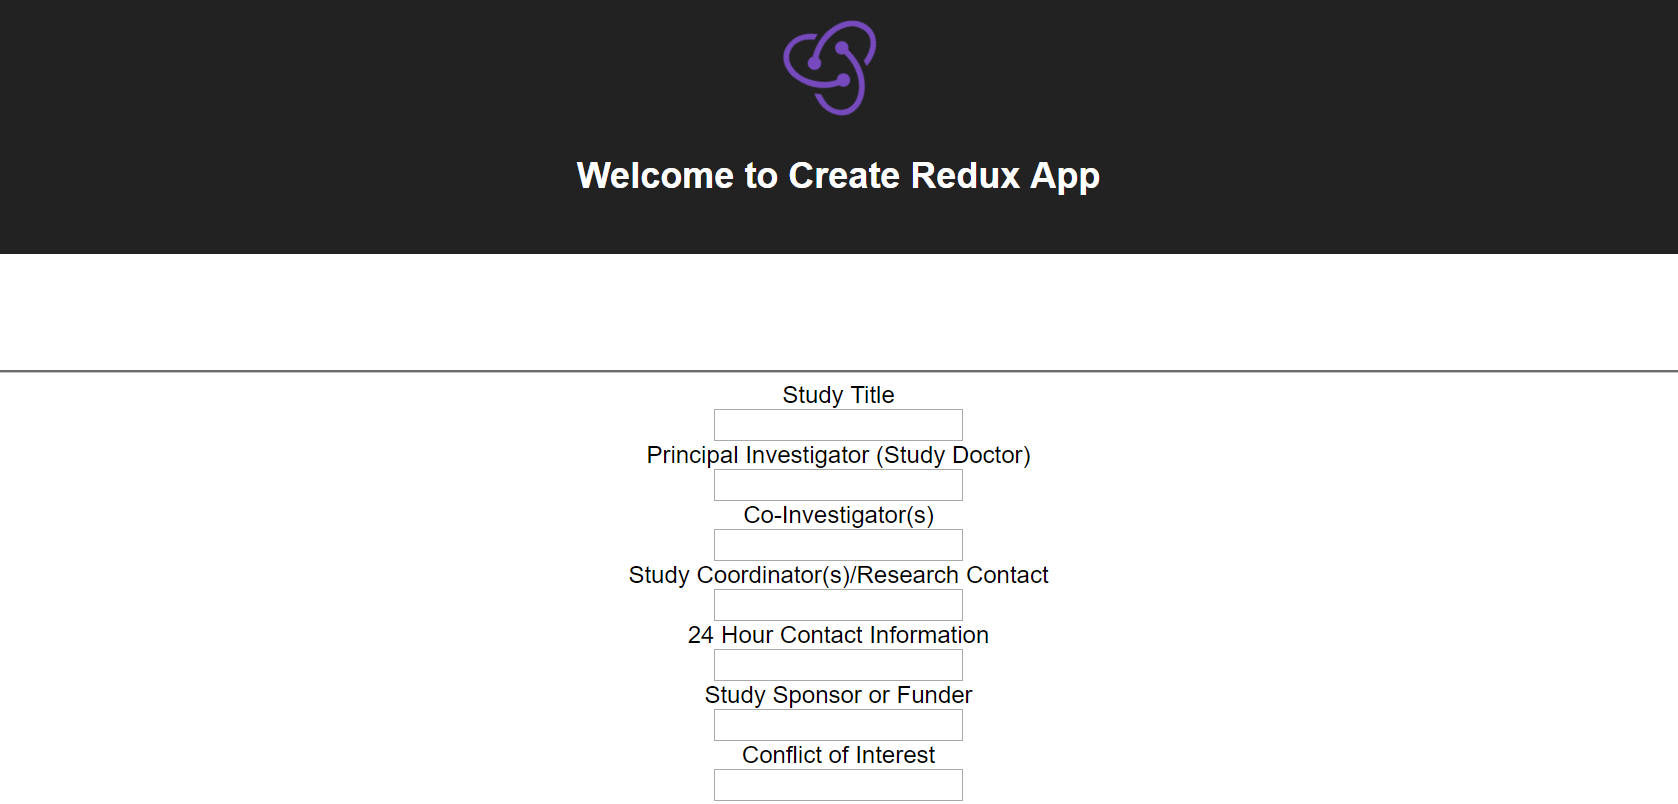 Welcome to Create Redux App
Study Title
Principal Investigator (Study Doctor)
Co-Investigator(s)
Study Coordinator(s)/Research Contact
24 Hour Contact Information
Study Sponsor or Funder
Conflict of Interest